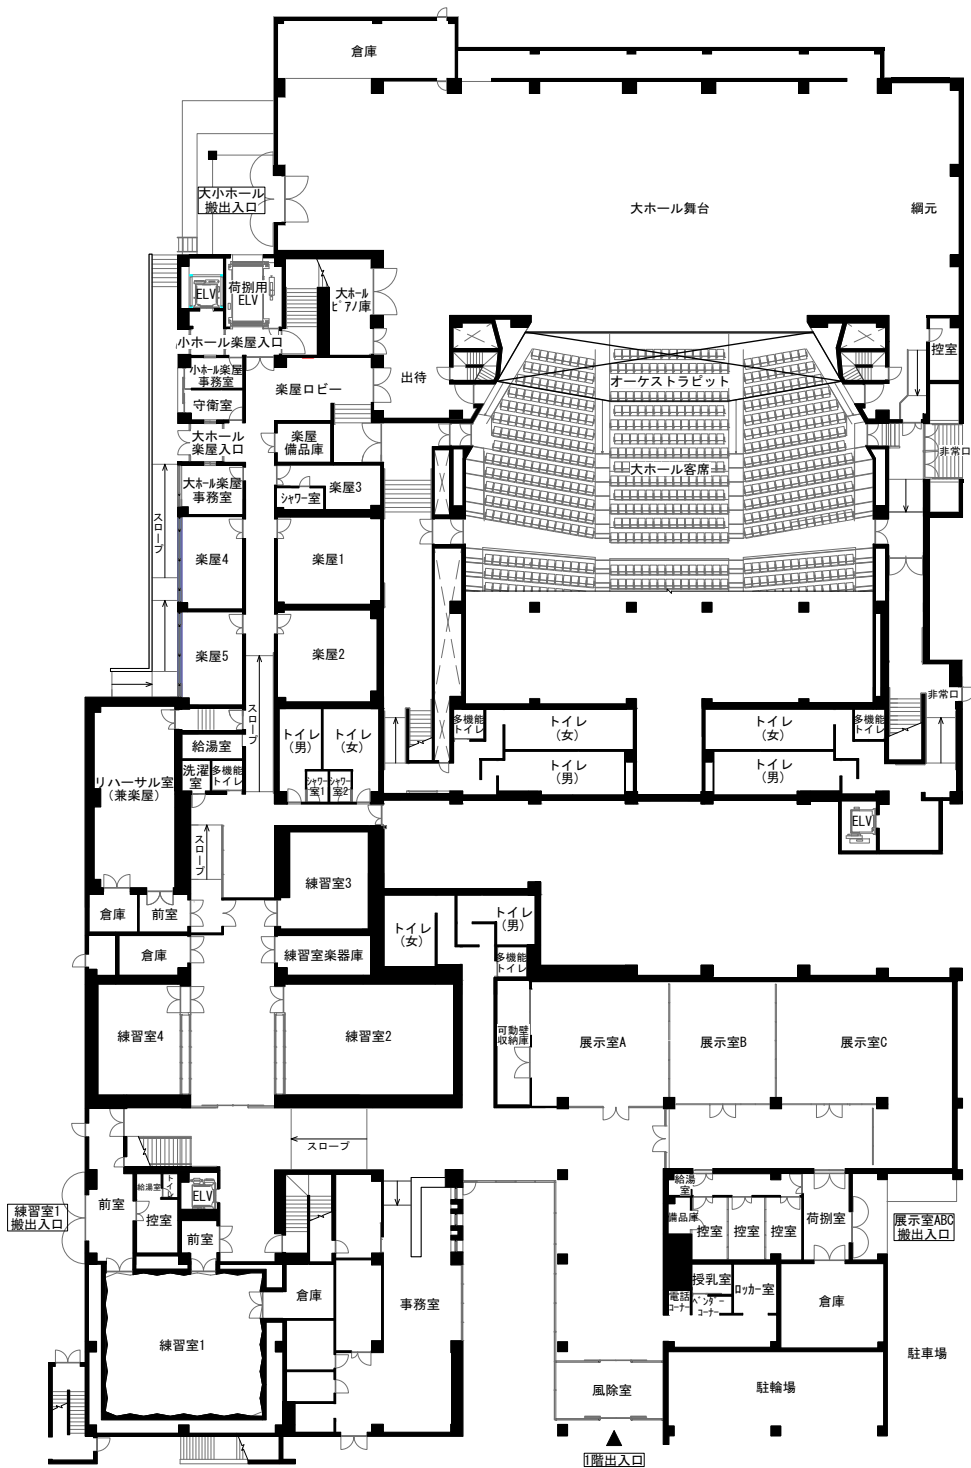 倉庫
大小ホール
搬出入口
大ホール舞台
綱元
ELV
荷捌用
ELV
大ホール
ピアノ庫
小ホール楽屋入口
控室
小ホール楽屋
事務室
楽屋ロビー
出待
オーケストラピット
守衛室
大ホール
楽屋入口
楽屋
備品庫
非常口
大ホール客席
大ホール楽屋
事務室
楽屋3
シャワー室
スロープ
楽屋4
楽屋1
楽屋5
楽屋2
スロープ
非常口
トイレ
(男)
トイレ
(女)
多機能
トイレ
トイレ
(女)
トイレ
(男)
トイレ
(女)
トイレ
(男)
多機能
トイレ
給湯室
洗濯
室
多機能
トイレ
シャワー
室1
シャワー
室2
リハーサル室
(兼楽屋)
ELV
スロープ
練習室3
倉庫
前室
トイレ
(女)
トイレ
(男)
倉庫
練習室楽器庫
多機能
トイレ
練習室4
練習室2
可動壁
収納庫
展示室A
展示室B
展示室C
スロープ
練習室1
搬出入口
前室
給湯室
トイレ
控室
ELV
前室
給湯
室
備品庫
控室
控室
控室
荷捌室
展示室ABC
搬出入口
事務室
倉庫
授乳室
ロッカー室
電話
コーナー
ベンダー
コーナー
倉庫
練習室1
駐車場
風除室
駐輪場
1階出入口